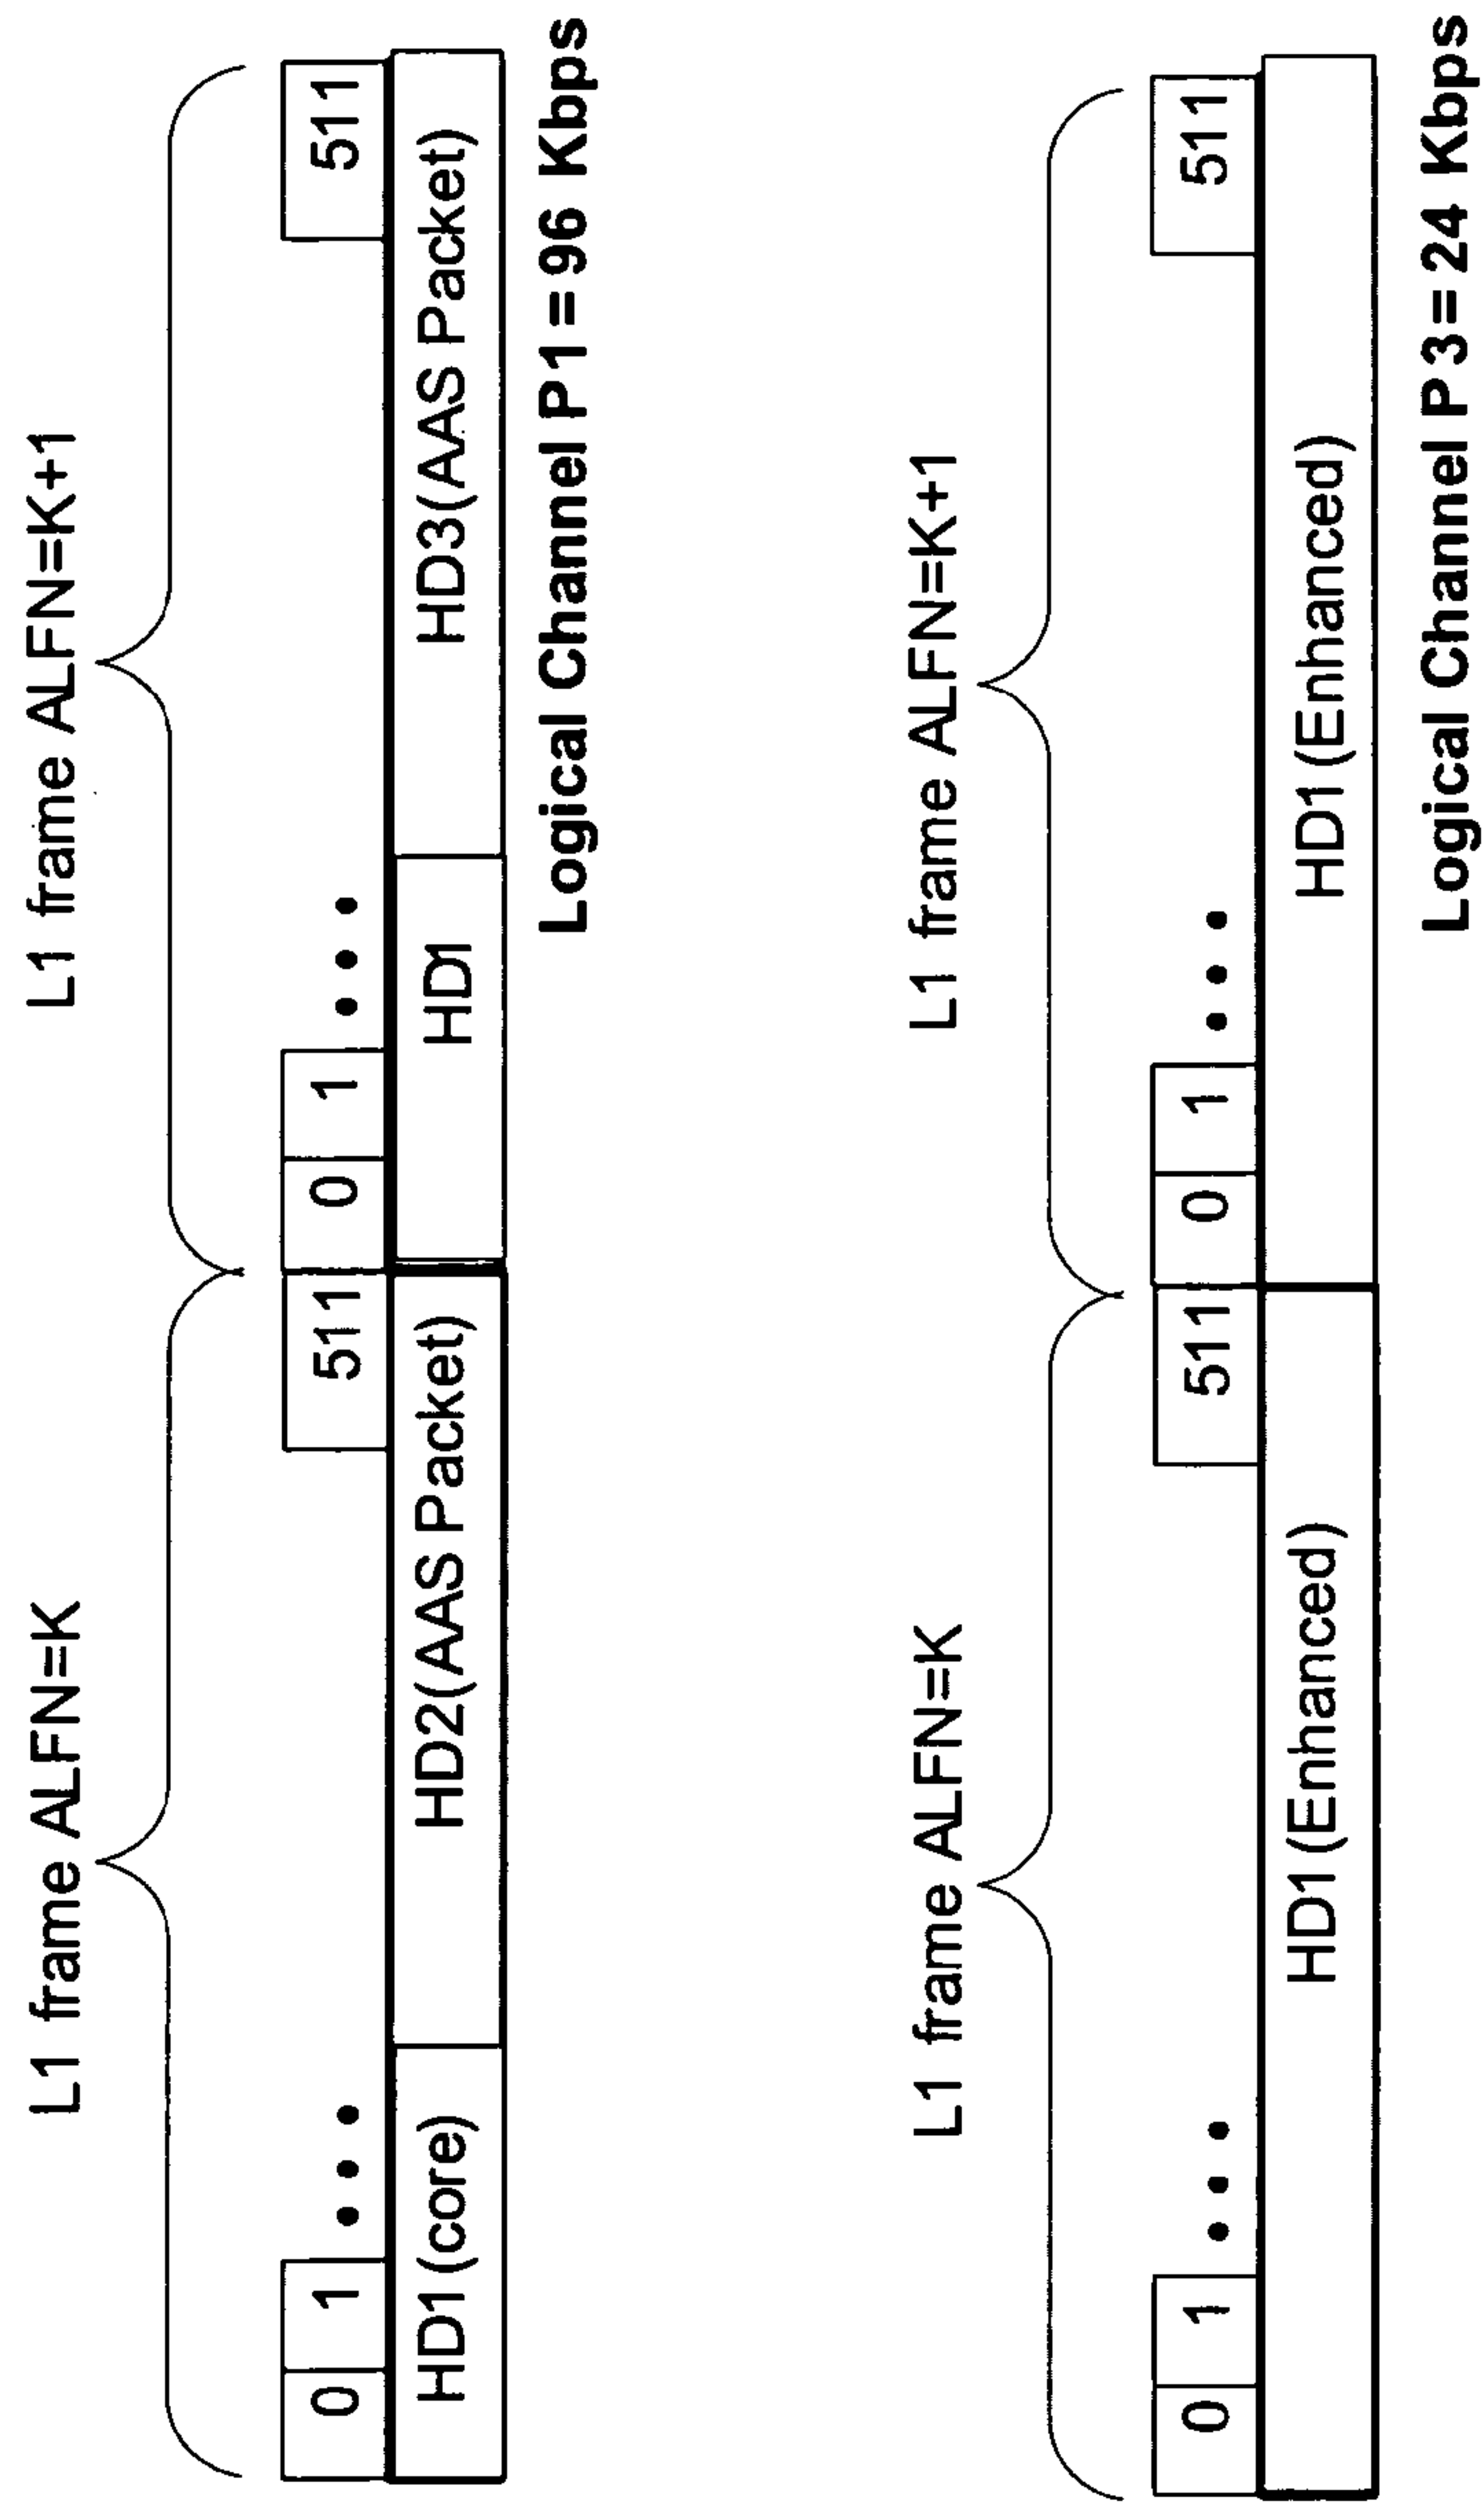 L1 frame ALFN=K
L1 frame ALFN=K+1
0 1 ••• 511 0 1 ••• 511
HD1(core) HD2(AAS Packet) HD1 HD3(AAS Packet)
Logical Channel P1= 96 Kbps
L1 frame ALFN=K
L1 frame ALFN=K+1
0 1 ••• 511 0 1 ••• 511
HD1(Enhanced) HD1(Enhanced)
Logical Channel P3= 24 Kbps